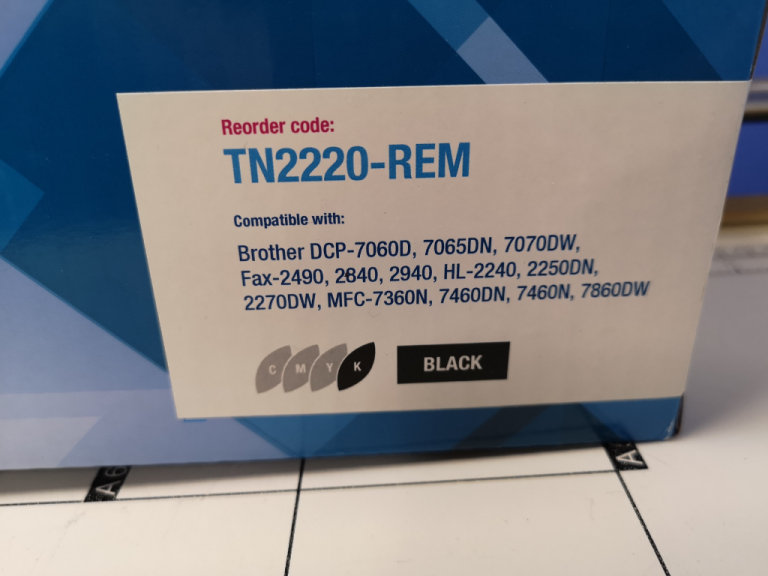 Reorder code:
TN2220-REM
Compatible with:
Brother DCP-7060D, 7065DN, 7070DW,
Fax-2490, 2840, 2940, HL-2240, 2250DN,
2270DW, MFC-7360N, 7460DN, 7460N, 7860DW
C M Y K
BLACK
A6